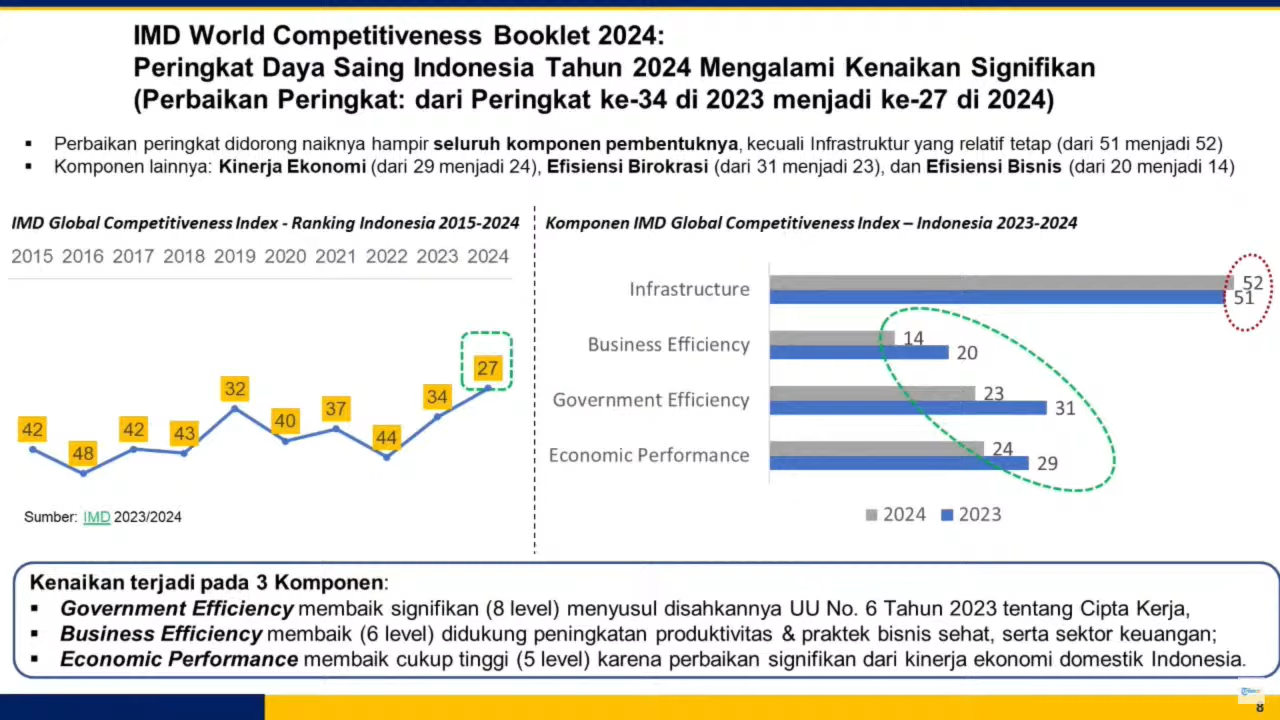 IMD World Competitiveness Booklet 2024:
Peringkat Daya Saing Indonesia Tahun 2024 Mengalami Kenaikan Signifikan
(Perbaikan Peringkat: dari Peringkat ke-34 di 2023 menjadi ke-27 di 2024)
▪ Perbaikan peringkat didorong naiknya hampir seluruh komponen pembentuknya, kecuali Infrastruktur yang relatif tetap (dari 51 menjadi 52)
▪ Komponen lainnya: Kinerja Ekonomi (dari 29 menjadi 24), Efisiensi Birokrasi (dari 31 menjadi 23), dan Efisiensi Bisnis (dari 20 menjadi 14)
IMD Global Competitiveness Index - Ranking Indonesia 2015-2024
2015 2016 2017 2018 2019 2020 2021 2022 2023 2024
42 48 42 43 32 40 37 44 34 27
Sumber: IMD 2023/2024
Komponen IMD Global Competitiveness Index – Indonesia 2023-2024
Infrastructure 52
51
Business Efficiency 14
20
Government Efficiency 23
31
Economic Performance 24
29
2024 2023
Kenaikan terjadi pada 3 Komponen:
▪ Government Efficiency membaik signifikan (8 level) menyusul disahkannya UU No. 6 Tahun 2023 tentang Cipta Kerja,
▪ Business Efficiency membaik (6 level) didukung peningkatan produktivitas & praktek bisnis sehat, serta sektor keuangan;
▪ Economic Performance membaik cukup tinggi (5 level) karena perbaikan signifikan dari kinerja ekonomi domestik Indonesia.
8